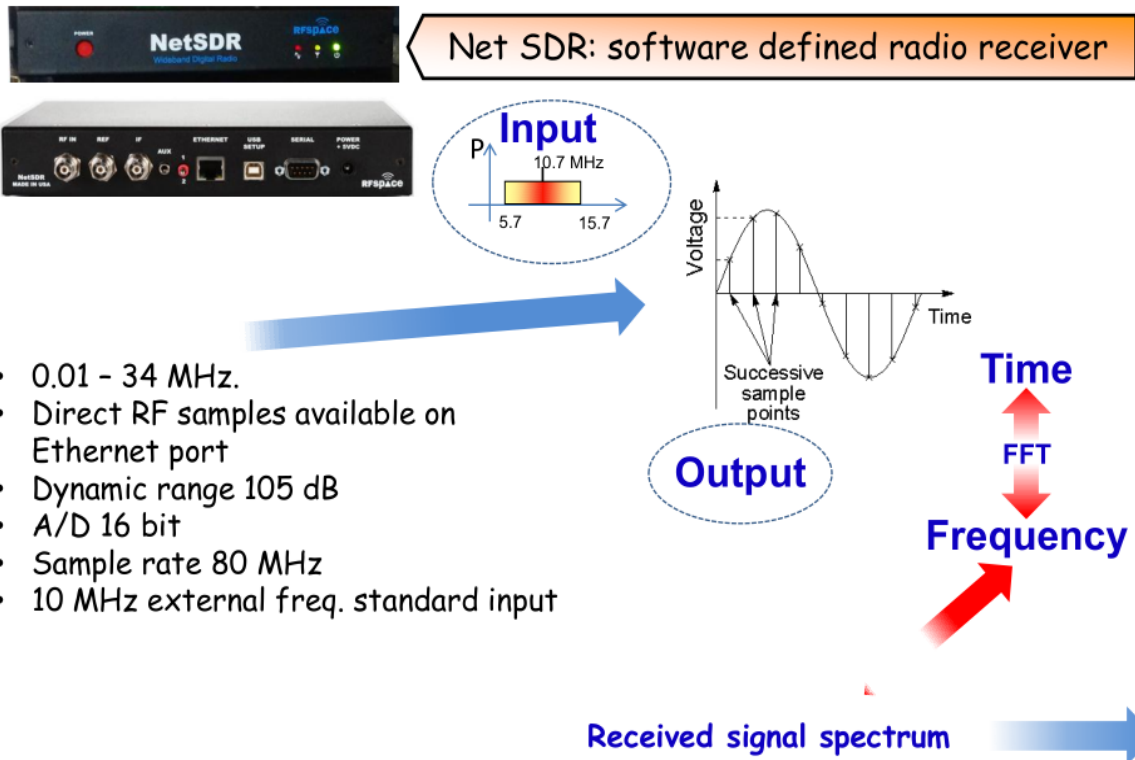 POWER
NetSDR
Wideband Digital Radio
RFSPACE
Net SDR: software defined radio receiver
RF IN REF IF AUX 1 2 ETHERNET USB SETUP SERIAL POWER + 5VDC
NetSDR
MADE IN USA
RFSPACE
Input
P
10.7 MHz
5.7 15.7
Voltage
Time
Successive
sample
points
Output
• 0.01 – 34 MHz.
• Direct RF samples available on
Ethernet port
• Dynamic range 105 dB
• A/D 16 bit
• Sample rate 80 MHz
• 10 MHz external freq. standard input
Time
FFT
Frequency
Received signal spectrum